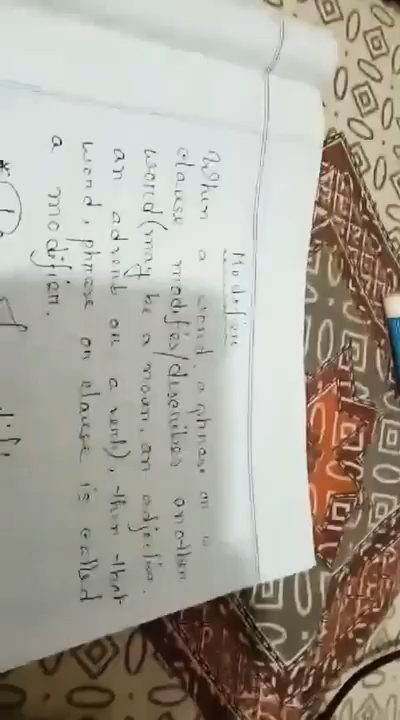 Modifier
When a word, a phrase or a
clause modifies/describes another
word (may be a noun, an adjective,
an adverb or a verb), then that
word, phrase or clause is called
a modifier.